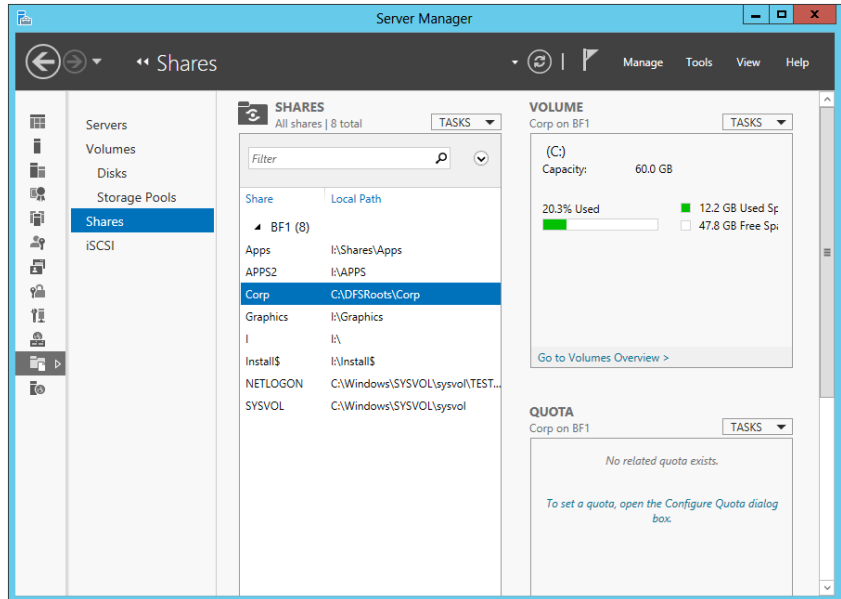 Server Manager
Shares
Manage Tools View Help
Servers
Volumes
Disks
Storage Pools
Shares
iSCSI
SHARES
All shares | 8 total
TASKS
Filter
Share Local Path
BF1 (8)
Apps I:\Shares\Apps
APPS2 I:\APPS
Corp C:\DFSRoots\Corp
Graphics I:\Graphics
I I:\
Install$ I:\Install$
NETLOGON C:\Windows\SYSVOL\sysvol\TEST...
SYSVOL C:\Windows\SYSVOL\sysvol
VOLUME
Corp on BF1
TASKS
(C:)
Capacity: 60.0 GB
20.3% Used
12.2 GB Used Sp
47.8 GB Free Spa
Go to Volumes Overview >
QUOTA
Corp on BF1
TASKS
No related quota exists.
To set a quota, open the Configure Quota dialog
box.